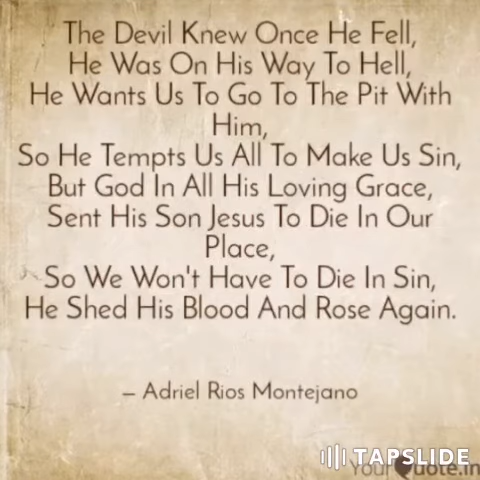 The Devil Knew Once He Fell,
He Was On His Way To Hell,
He Wants Us To Go To The Pit With
Him,
So He Tempts Us All To Make Us Sin,
But God In All His Loving Grace,
Sent His Son Jesus To Die In Our
Place,
So We Won't Have To Die In Sin,
He Shed His Blood And Rose Again.
– Adriel Rios Montejano
TAPSLIDE
YourQuote.in